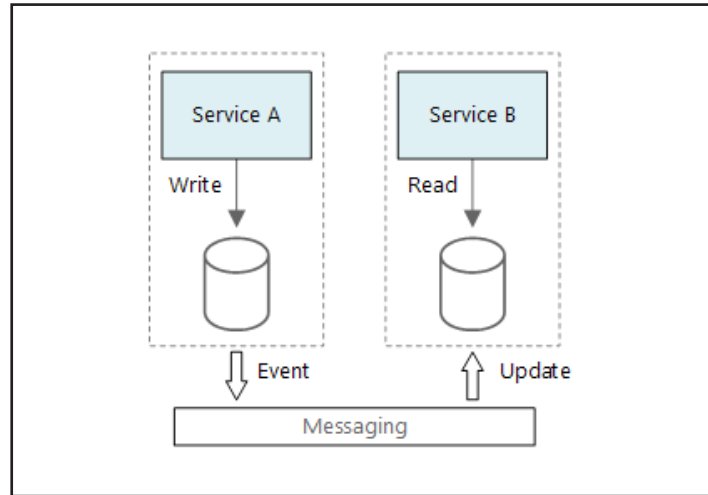 Service A
Service B
Write
Read
Event
Update
Messaging